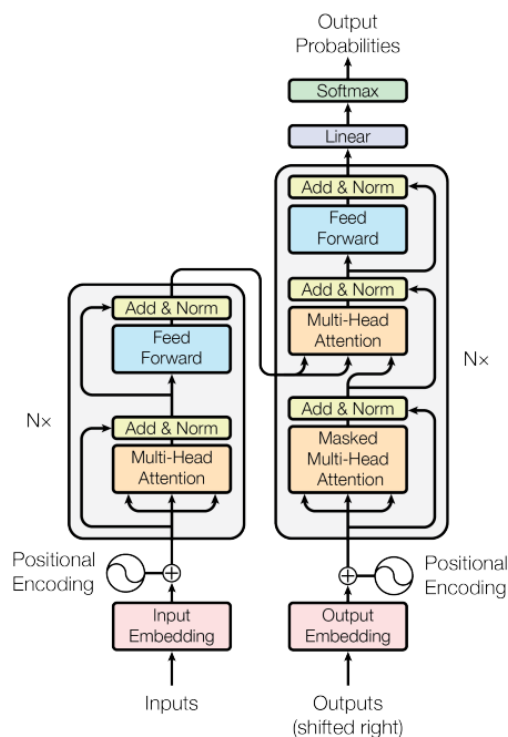 Output
Probabilities
Softmax
Linear
Add & Norm
Feed
Forward
Add & Norm
Multi-Head
Attention
Add & Norm
Masked
Multi-Head
Attention
N×
Positional
Encoding
Output
Embedding
Outputs
(shifted right)
Add & Norm
Feed
Forward
Add & Norm
Multi-Head
Attention
N×
Positional
Encoding
Input
Embedding
Inputs